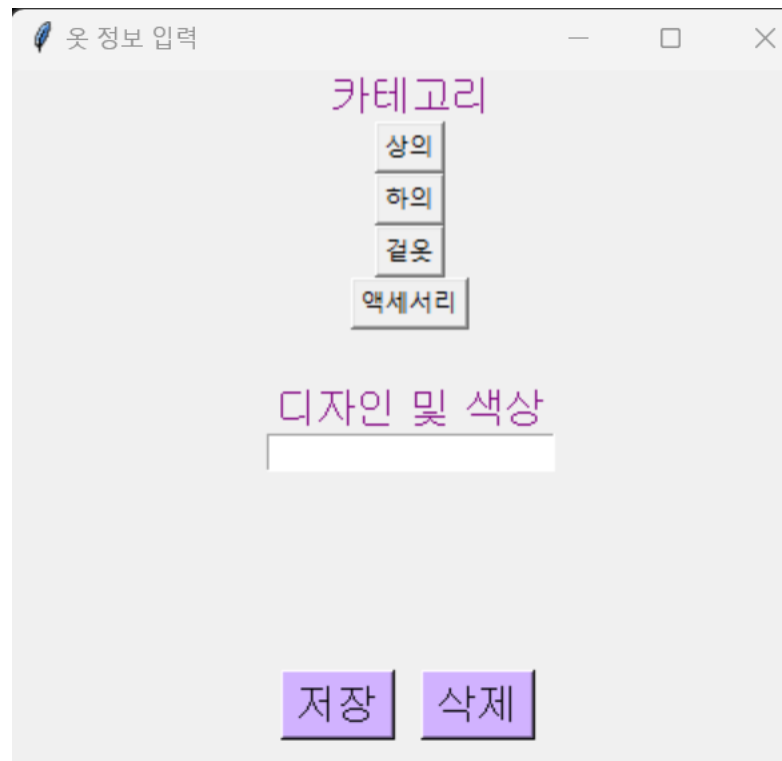 옷 정보 입력
카테고리
상의
하의
겉옷
액세서리
디자인 및 색상
저장 삭제